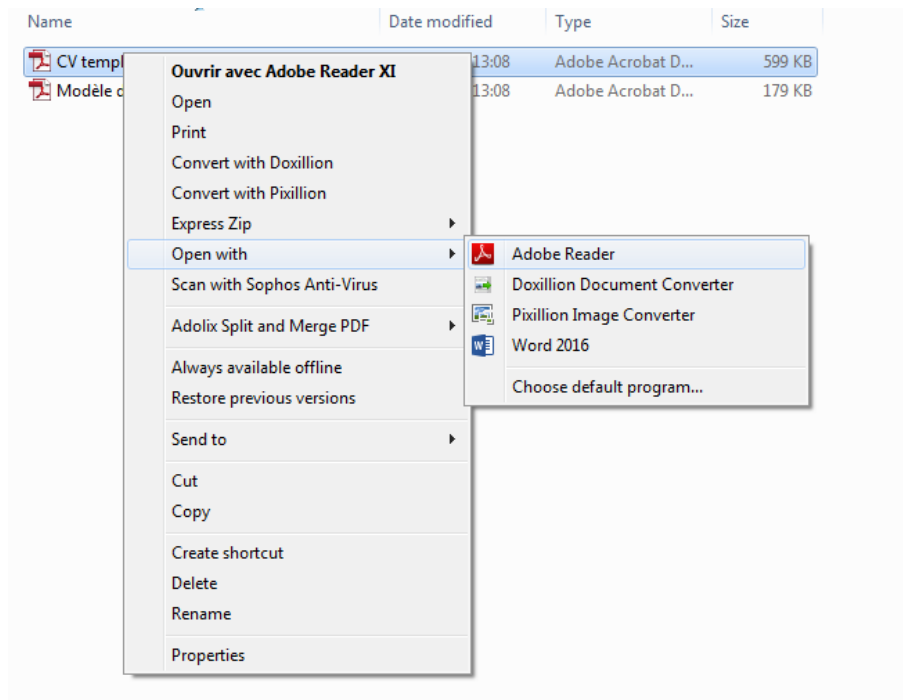 Name Date modified Type Size
CV templ 13:08 Adobe Acrobat D... 599 KB
Modèle d 13:08 Adobe Acrobat D... 179 KB
Ouvrir avec Adobe Reader XI
Open
Print
Convert with Doxillion
Convert with Pixillion
Express Zip
Open with
Scan with Sophos Anti-Virus
Adolix Split and Merge PDF
Always available offline
Restore previous versions
Send to
Cut
Copy
Create shortcut
Delete
Rename
Properties
Adobe Reader
Doxillion Document Converter
Pixillion Image Converter
Word 2016
Choose default program...